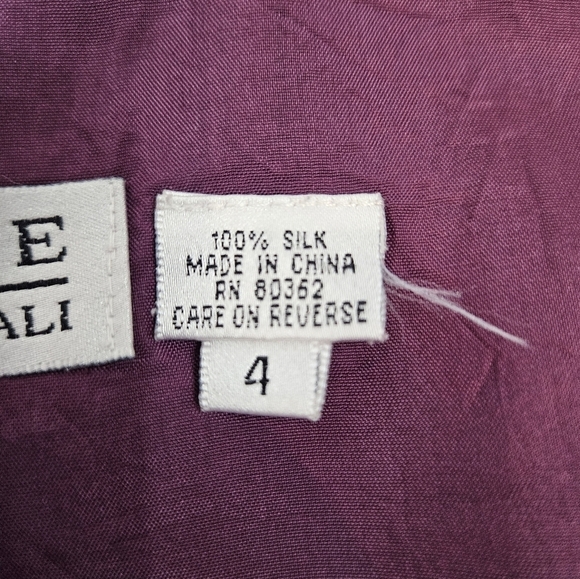 E
ALI
100% SILK
MADE IN CHINA
RN 80362
CARE ON REVERSE
4